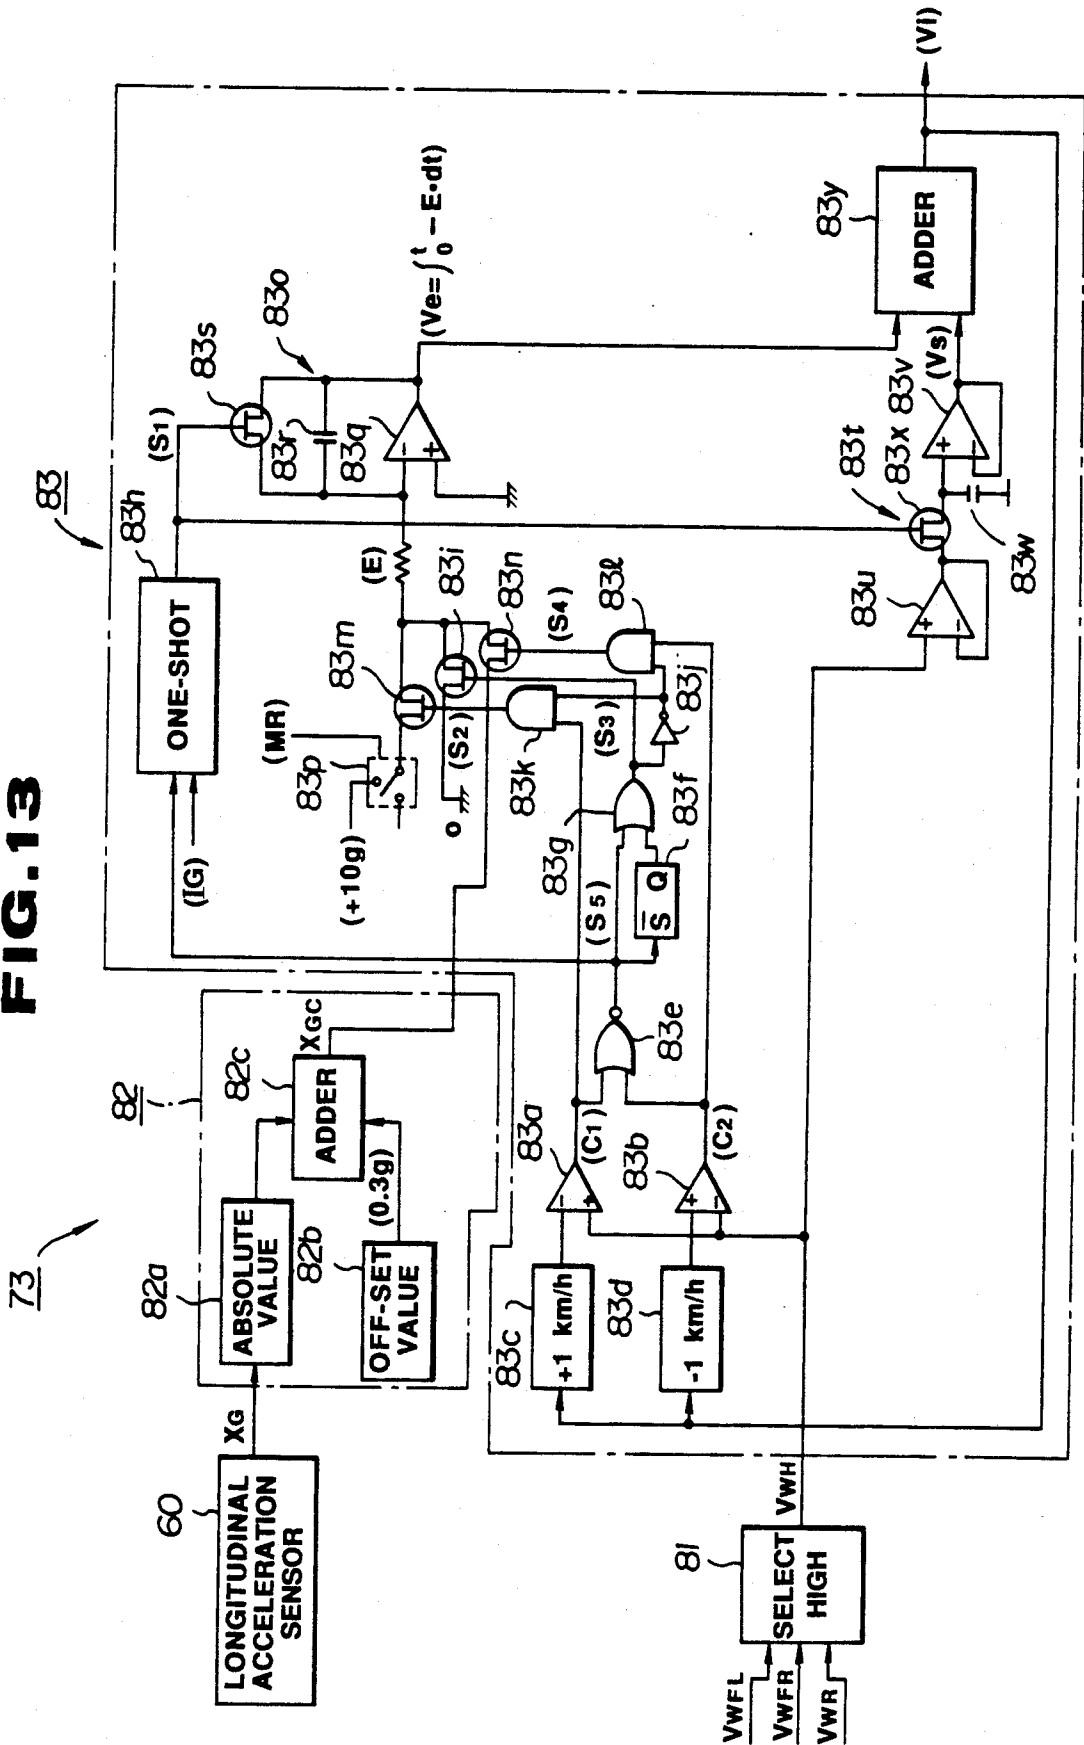 FIG.13
73
60
LONGITUDINAL
ACCELERATION
SENSOR
XG
82
82a
ABSOLUTE
VALUE
82b
OFF-SET
VALUE
(0.3g)
82c
ADDER
XGC
81
SELECT
HIGH
VWFL
VWFR
VWR
VWH
83
83h
ONE-SHOT
(IG)
(S1)
83s
83o
83r
83q
(Ve=∫₀ᵗ – E•dt)
(E)
(MR)
83p
(+10g)
83m
83i
83n
(S2)
o
83k
(S3)
(S4)
83l
83j
83g
83f
(S5)
S̅ Q
83e
83a
(C1)
83b
(C2)
83c
+1 km/h
83d
-1 km/h
83u
83t
83x
83w
83v
(Vs)
83y
ADDER
(Vi)
- +
+ -
- +
+ -
+ -